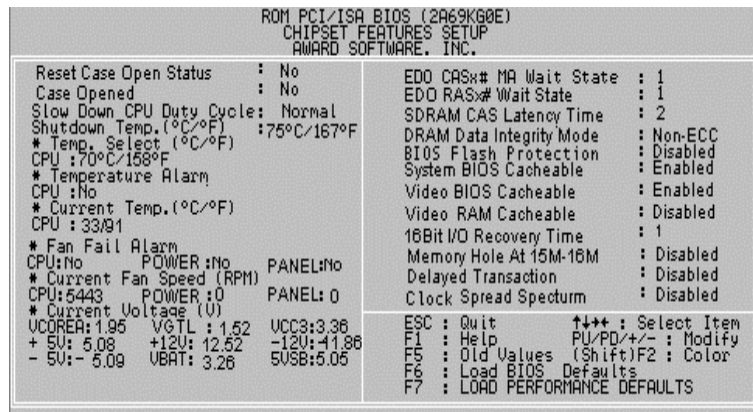 ROM PCI/ISA BIOS (2A69KG0E)
CHIPSET FEATURES SETUP
AWARD SOFTWARE. INC.
Reset Case Open Status : No
Case Opened : No
Slow Down CPU Duty Cycle: Normal
Shutdown Temp.(°C/°F) :75°C/167°F
* Temp. Select (°C/°F)
CPU :70°C/158°F
* Temperature Alarm
CPU :No
* Current Temp.(°C/°F)
CPU : 33/91
* Fan Fail Alarm
CPU:No POWER :No PANEL:No
* Current Fan Speed (RPM)
CPU:5443 POWER :0 PANEL: 0
* Current Voltage (V)
VCOREA: 1.95 VGTL : 1.52 VCC3:3.36
+ 5V: 5.08 +12V: 12.52 -12V:-11.86
- 5V:- 5.09 VBAT: 3.26 5VSB:5.05
EDO CASx# MA Wait State : 1
EDO RASx# Wait State : 1
SDRAM CAS Latency Time : 2
DRAM Data Integrity Mode : Non-ECC
BIOS Flash Protection : Disabled
System BIOS Cacheable : Enabled
Video BIOS Cacheable : Enabled
Video RAM Cacheable : Disabled
16Bit I/O Recovery Time : 1
Memory Hole At 15M-16M : Disabled
Delayed Transaction : Disabled
Clock Spread Specturm : Disabled
ESC : Quit ↑↓→← : Select Item
F1 : Help PU/PD/+/- : Modify
F5 : Old Values (Shift)F2 : Color
F6 : Load BIOS Defaults
F7 : LOAD PERFORMANCE DEFAULTS